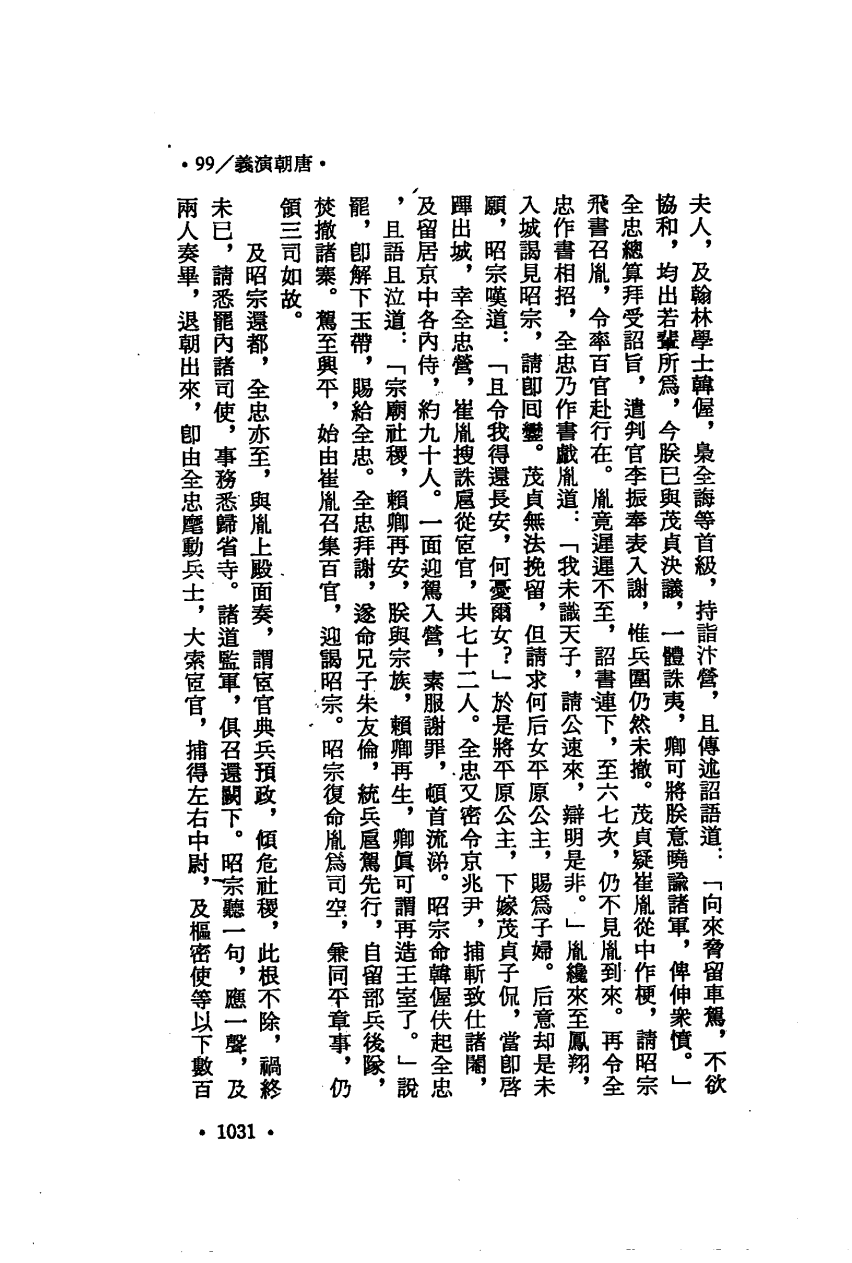 •99／義演朝唐•
夫人，及翰林學士韓偓，梟全誨等首級，持詣汴營，且傳述詔語道：「向來脅留車駕，不欲
協和，均出若輩所爲，今朕已與茂貞決議，一體誅夷，卿可將朕意曉諭諸軍，俾伸衆憤。」
全忠總算拜受詔旨，遣判官李振奉表入謝，惟兵圍仍然未撤。茂貞疑崔胤從中作梗，請昭宗
飛書召胤，令率百官赴行在。胤竟遲遲不至，詔書連下，至六七次，仍不見胤到來。再令全
忠作書相招，全忠乃作書戲胤道：「我未識天子，請公速來，辯明是非。」胤纔來至鳳翔，
入城謁見昭宗，請卽囘鑾。茂貞無法挽留，但請求何后女平原公主，賜爲子婦。后意却是未
願，昭宗嘆道：「且令我得還長安，何憂爾女？」於是將平原公主，下嫁茂貞子侃，當卽啓
蹕出城，幸全忠營，崔胤搜誅扈從宦官，共七十二人。全忠又密令京兆尹，捕斬致仕諸閹，
及留居京中各內侍，約九十人。一面迎駕入營，素服謝罪，頓首流涕。昭宗命韓偓伕起全忠
，且語且泣道：「宗廟社稷，賴卿再安，朕與宗族，賴卿再生，卿眞可謂再造王室了。」說
罷，卽解下玉帶，賜給全忠。全忠拜謝，遂命兄子朱友倫，統兵扈駕先行，自留部兵後隊，
焚撤諸寨。駕至興平，始由崔胤召集百官，迎謁昭宗。昭宗復命胤爲司空，兼同平章事，仍
領三司如故。
及昭宗還都，全忠亦至，與胤上殿面奏，謂宦官典兵預政，傾危社稷，此根不除，禍終
未已，請悉罷內諸司使，事務悉歸省寺。諸道監軍，俱召還闕下。昭宗聽一句，應一聲，及
兩人奏畢，退朝出來，卽由全忠麾動兵士，大索宦官，捕得左右中尉，及樞密使等以下數百
•1031•